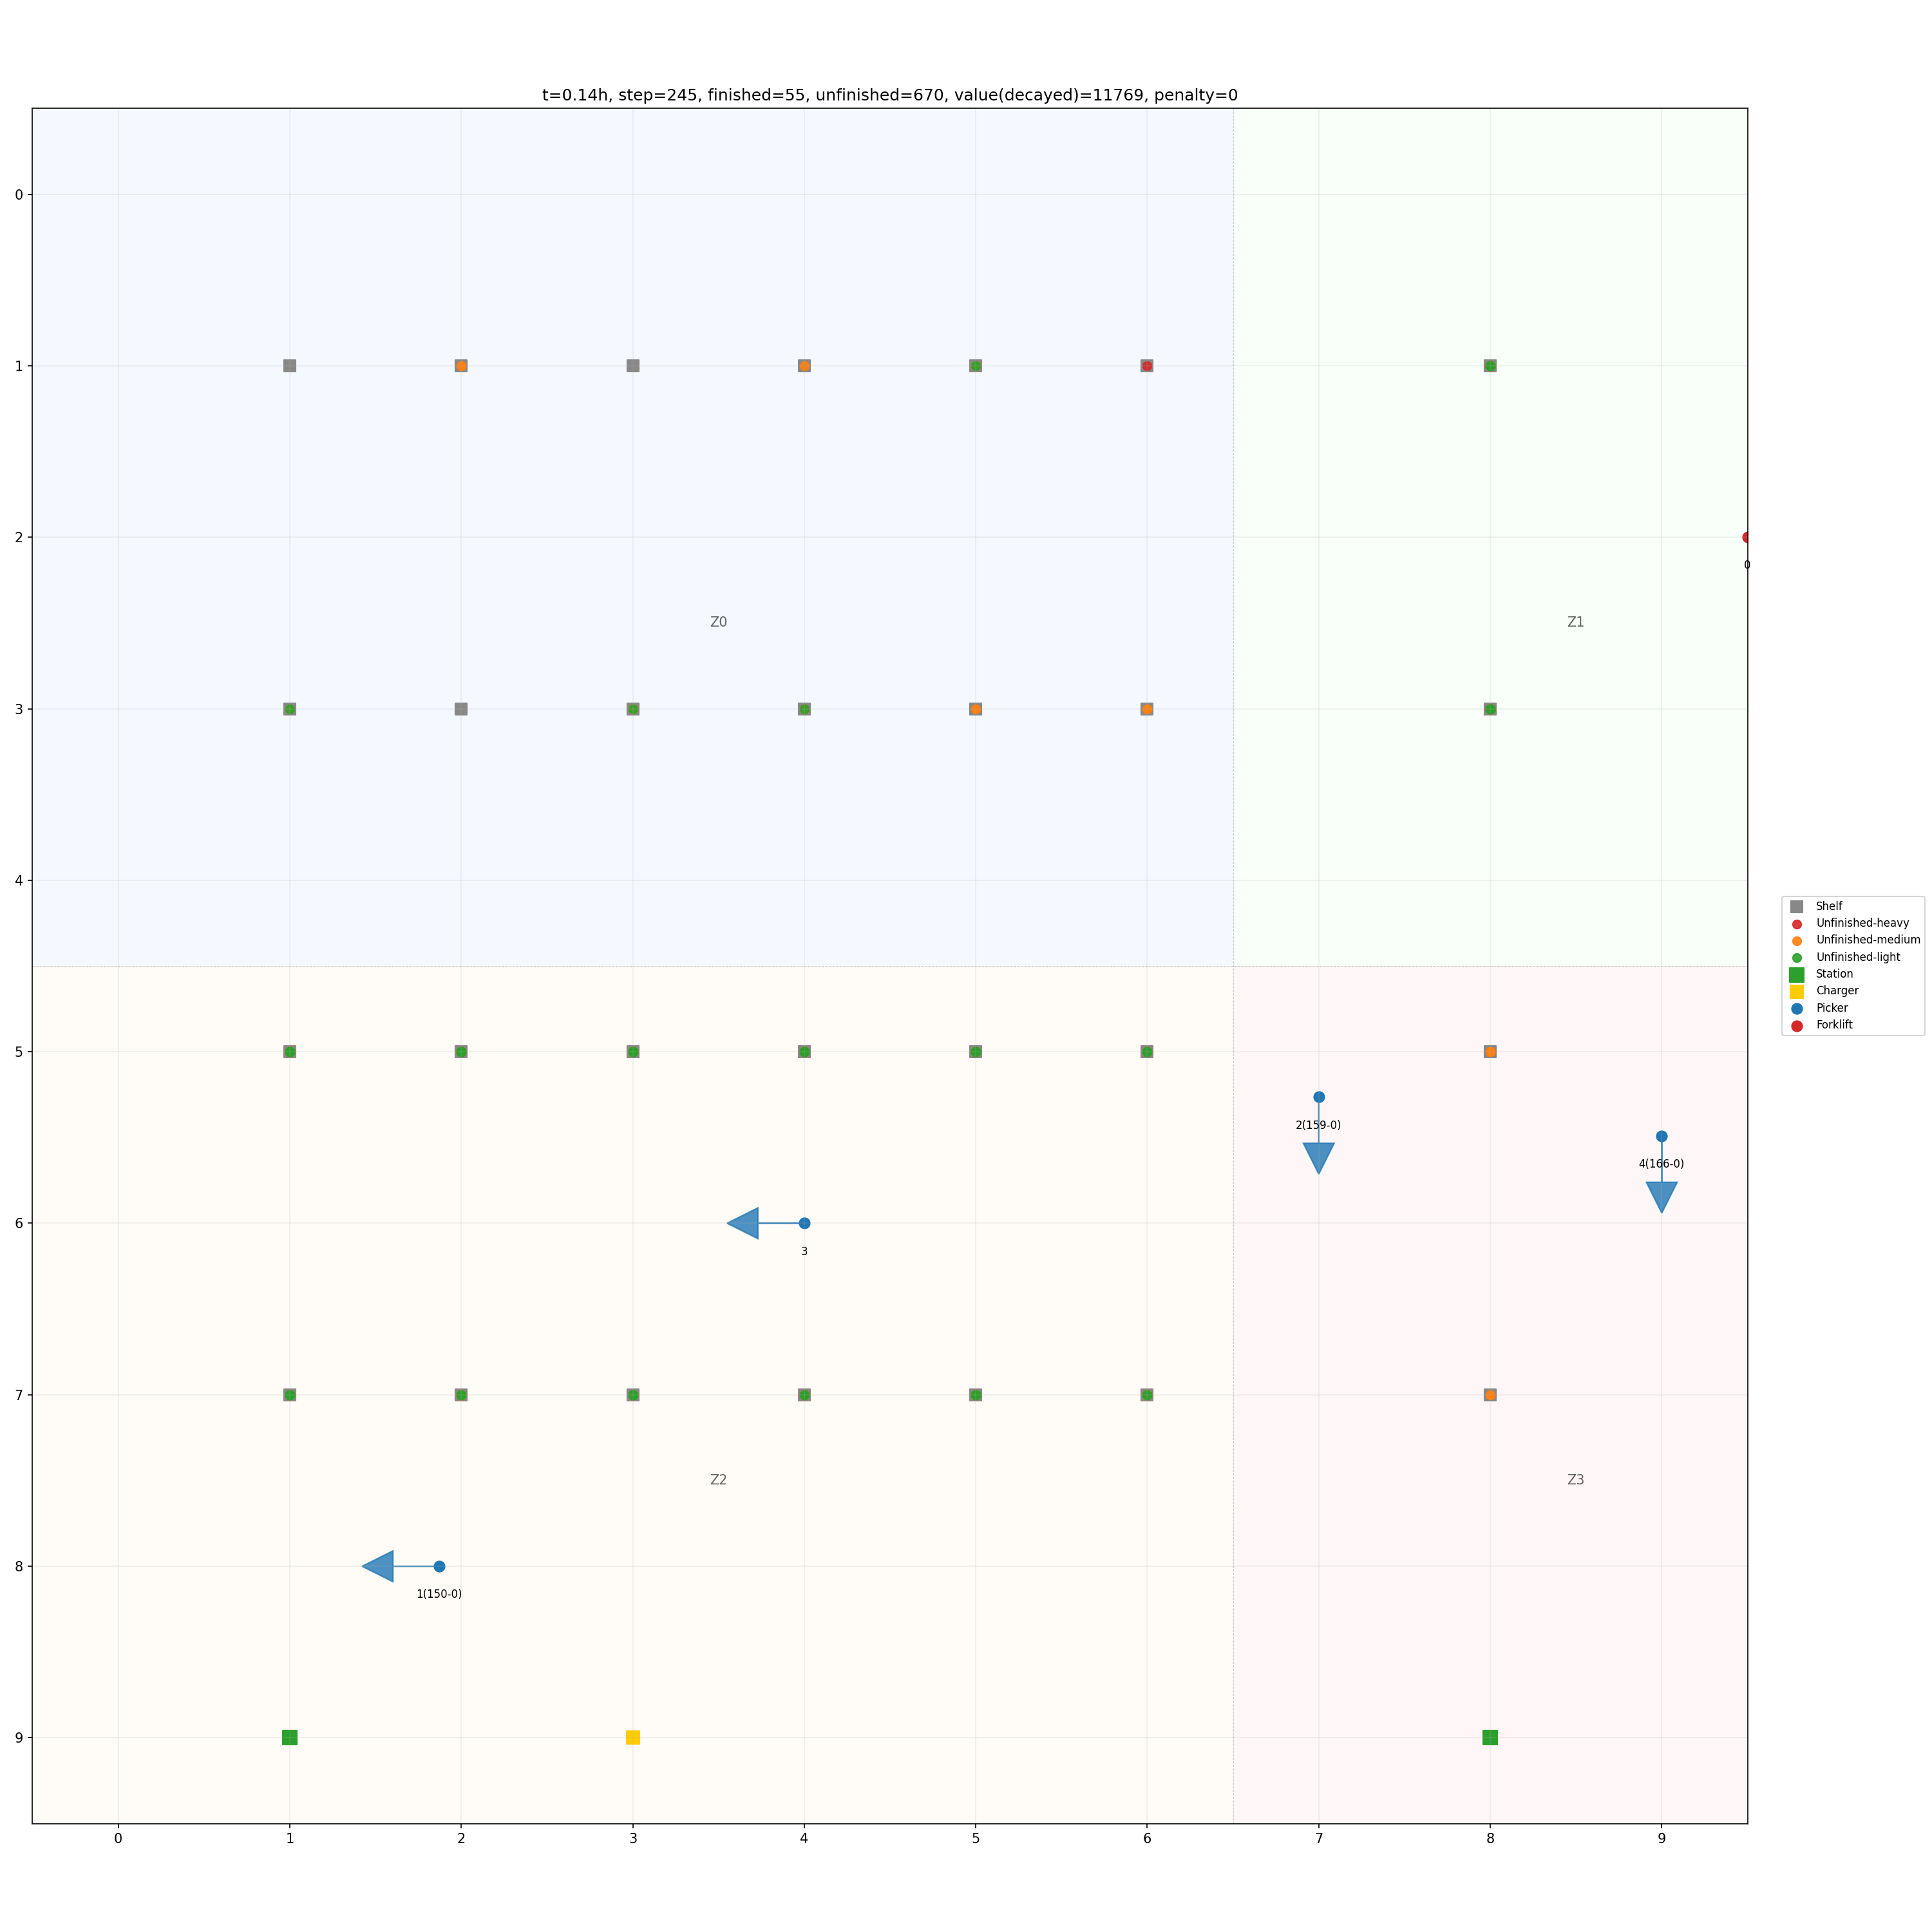 t=0.14h, step=245, finished=55, unfinished=670, value(decayed)=11769, penalty=0
0
1
2
0
Z0
Z1
3
4
Shelf
Unfinished-heavy
Unfinished-medium
Unfinished-light
Station
Charger
Picker
Forklift
5
2(159-0)
4(166-0)
6
3
7
Z2
Z3
8
1(150-0)
9
0 1 2 3 4 5 6 7 8 9